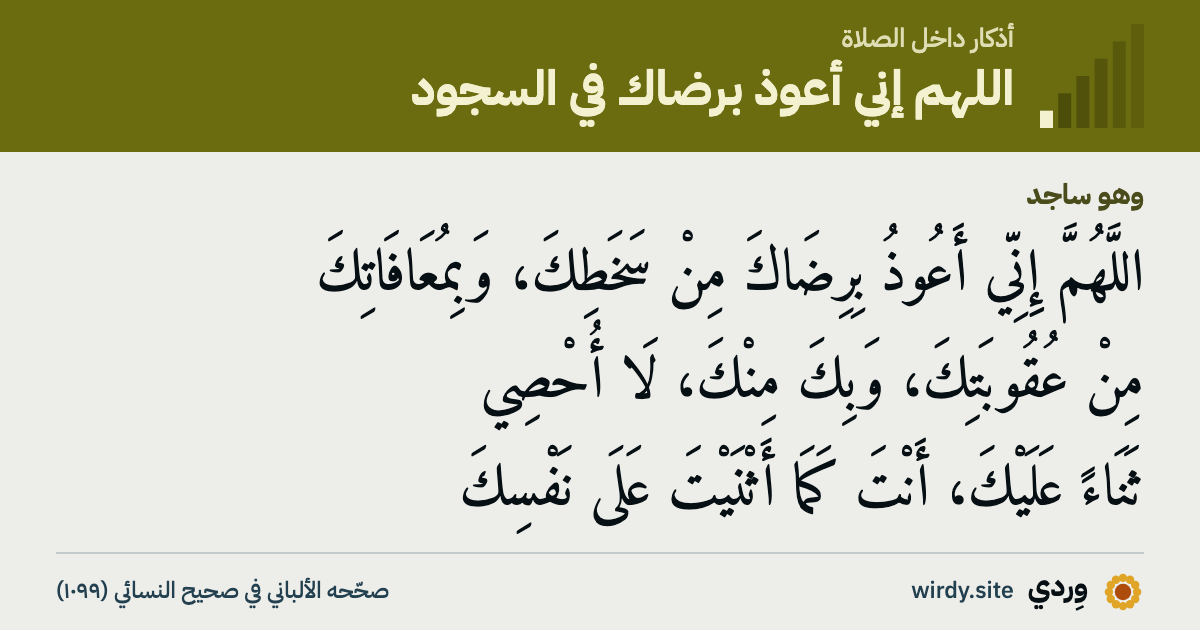 أذكار داخل الصلاة
اللهم إني أعوذ برضاك في السجود
وهو ساجد
اللَّهُمَّ إِنِّي أَعُوذُ بِرِضَاكَ مِنْ سَخَطِكَ، وَبِمُعَافَاتِكَ
مِنْ عُقُوبَتِكَ، وَبِكَ مِنْكَ، لَا أُحْصِي
ثَنَاءً عَلَيْكَ، أَنْتَ كَمَا أَثْنَيْتَ عَلَى نَفْسِكَ
وِردي wirdy.site
صحّحه الألباني في صحيح النسائي (١٠٩٩)